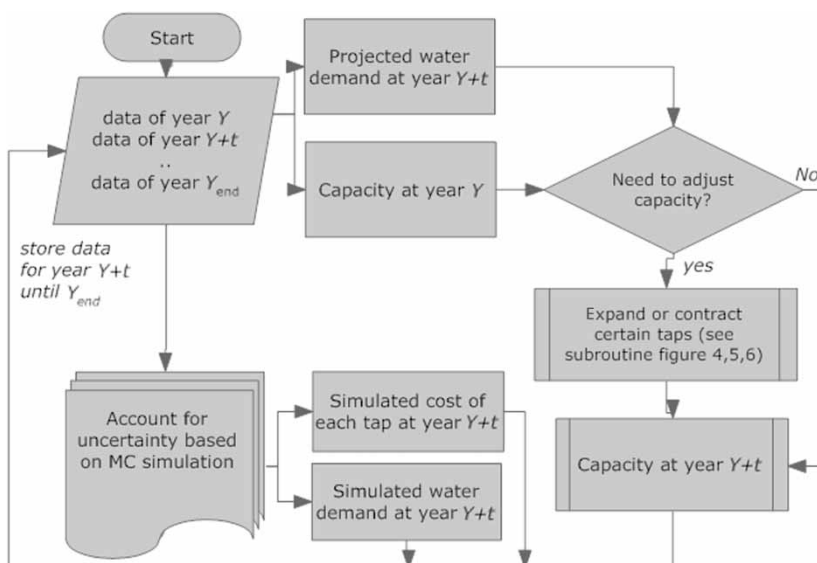 Start
data of year Y
data of year Y+t
..
data of year Yend
Projected water
demand at year Y+t
Capacity at year Y
Need to adjust
capacity?
No
yes
store data
for year Y+t
until Yend
Expand or contract
certain taps (see
subroutine figure 4,5,6)
Account for
uncertainty based
on MC simulation
Simulated cost of
each tap at year Y+t
Simulated water
demand at year Y+t
Capacity at year Y+t